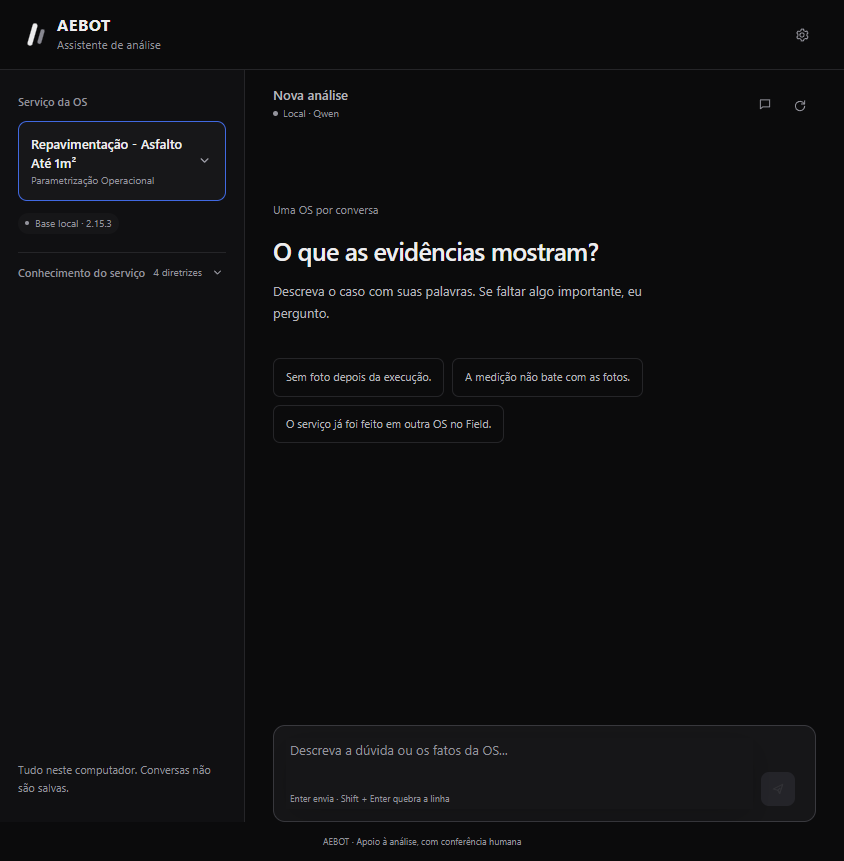 AEBOT
Assistente de análise
Serviço da OS
Repavimentação - Asfalto
Até 1m²
Parametrização Operacional
Base local · 2.15.3
Conhecimento do serviço 4 diretrizes
Tudo neste computador. Conversas não
são salvas.
Nova análise
Local · Qwen
Uma OS por conversa
O que as evidências mostram?
Descreva o caso com suas palavras. Se faltar algo importante, eu
pergunto.
Sem foto depois da execução. A medição não bate com as fotos.
O serviço já foi feito em outra OS no Field.
Descreva a dúvida ou os fatos da OS...
Enter envia · Shift + Enter quebra a linha
AEBOT · Apoio à análise, com conferência humana